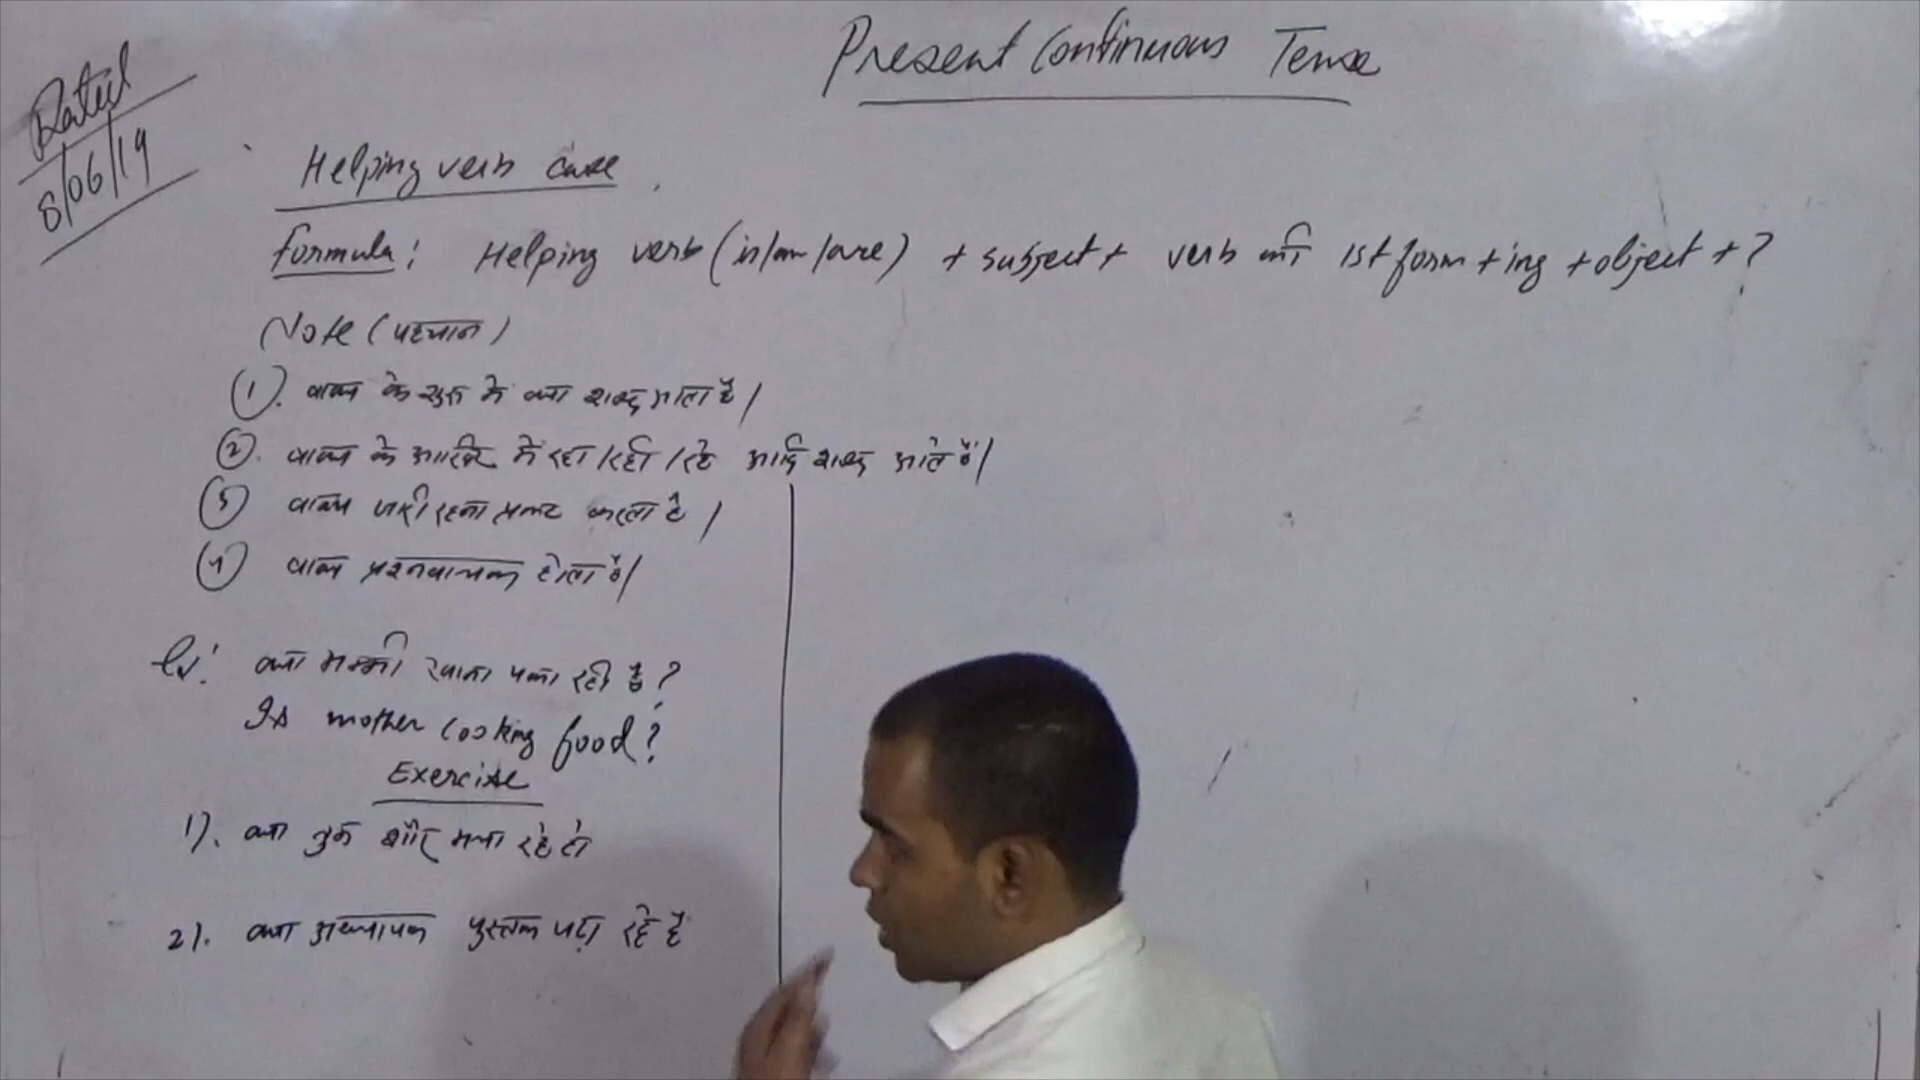 Present Continuous Tense
8/06/19
Helping verb case
Formula: Helping verb (is/am/are) + subject + verb की 1st form + ing + object + ?
Note (पहचान)
①. वाक्य के शुरु में क्या शब्द आता है।
②. वाक्य के आखिर में रहा/रही/रहे आदि शब्द आते हैं।
③ वाक्य जारी रहना प्रकट करता है।
④ वाक्य प्रश्नवाचक होता है।
Ex: क्या मम्मी खाना पका रही है?
Is mother cooking food?
Exercise
1). क्या तुम शोर मचा रहे हो
2). क्या अध्यापक पुस्तक पढ़ा रहे है